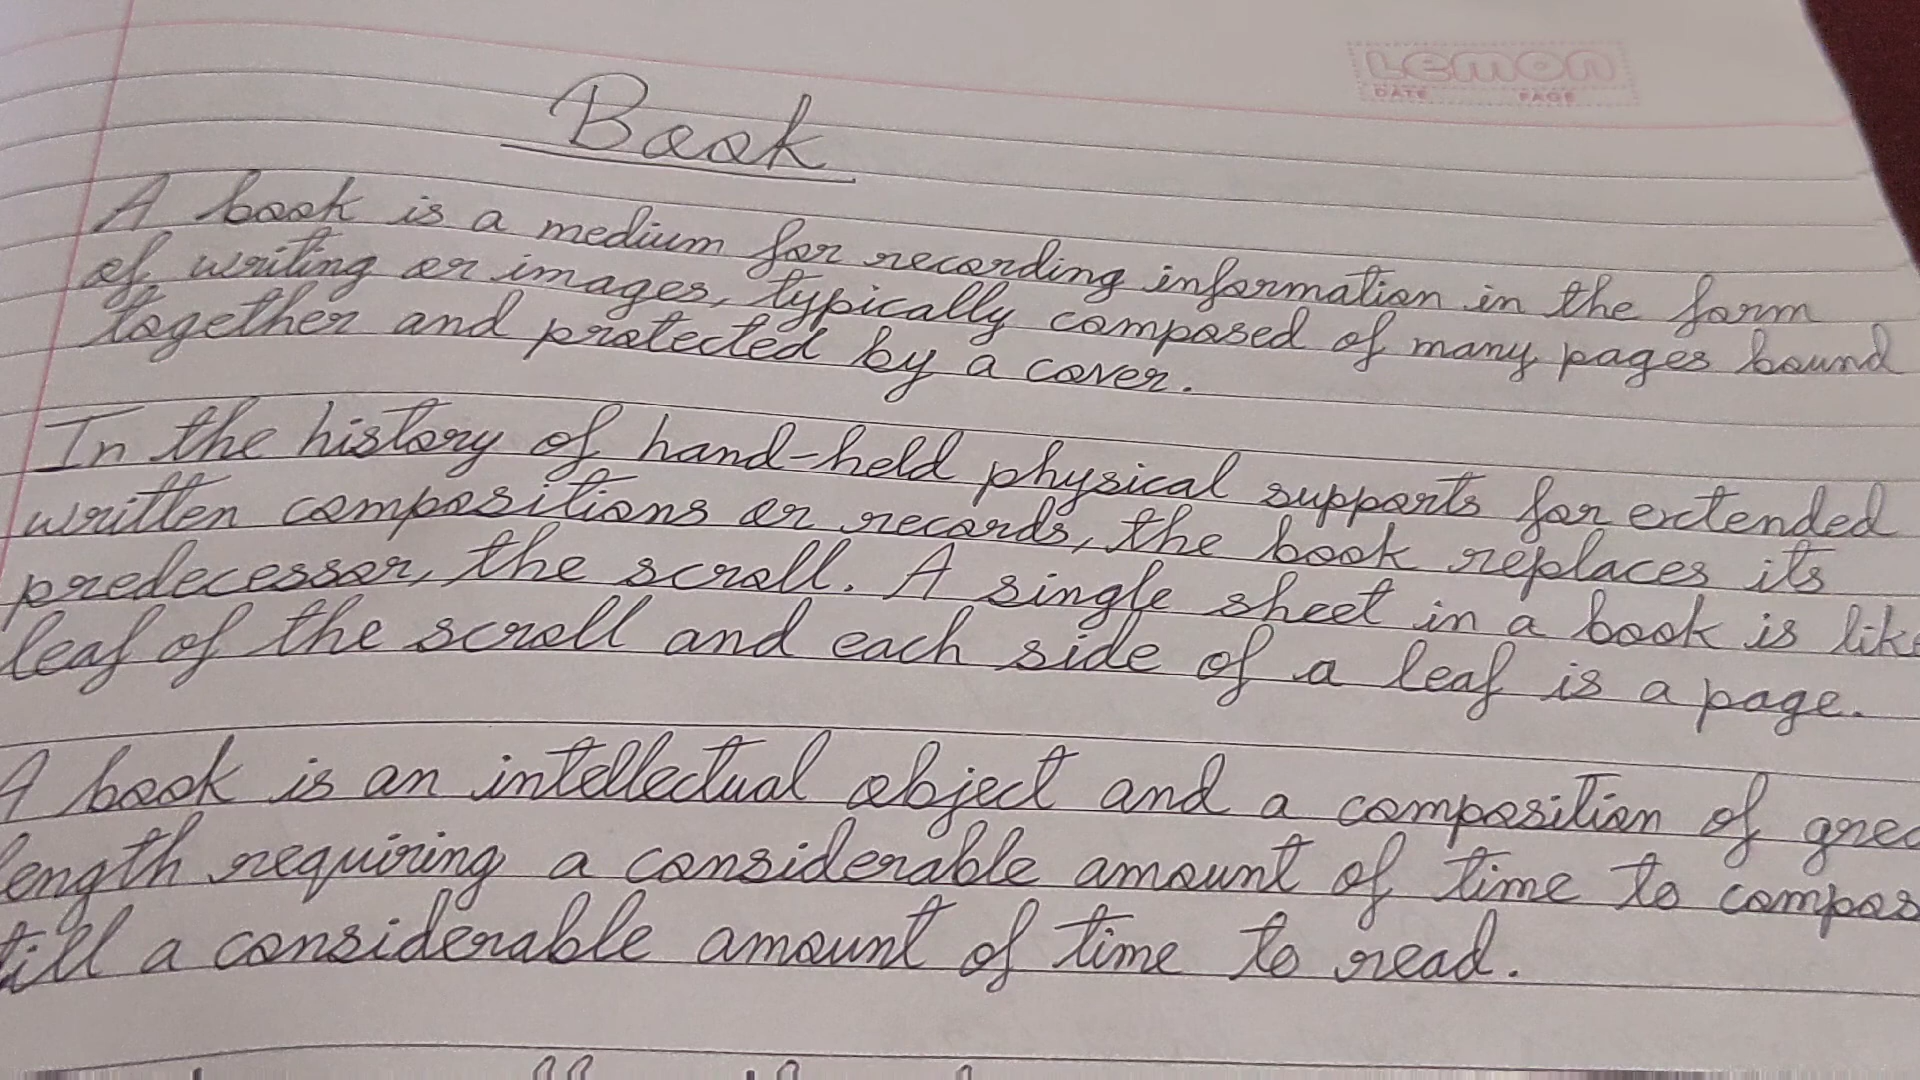 Lemon
DATE PAGE
Book
A book is a medium for recording information in the form
of writing or images, typically composed of many pages bound
together and protected by a cover.
In the history of hand-held physical supports for extended
written compositions or records, the book replaces its
predecessor, the scroll. A single sheet in a book is like
leaf of the scroll and each side of a leaf is a page.
A book is an intellectual object and a composition of grea
length requiring a considerable amount of time to compos
till a considerable amount of time to read.